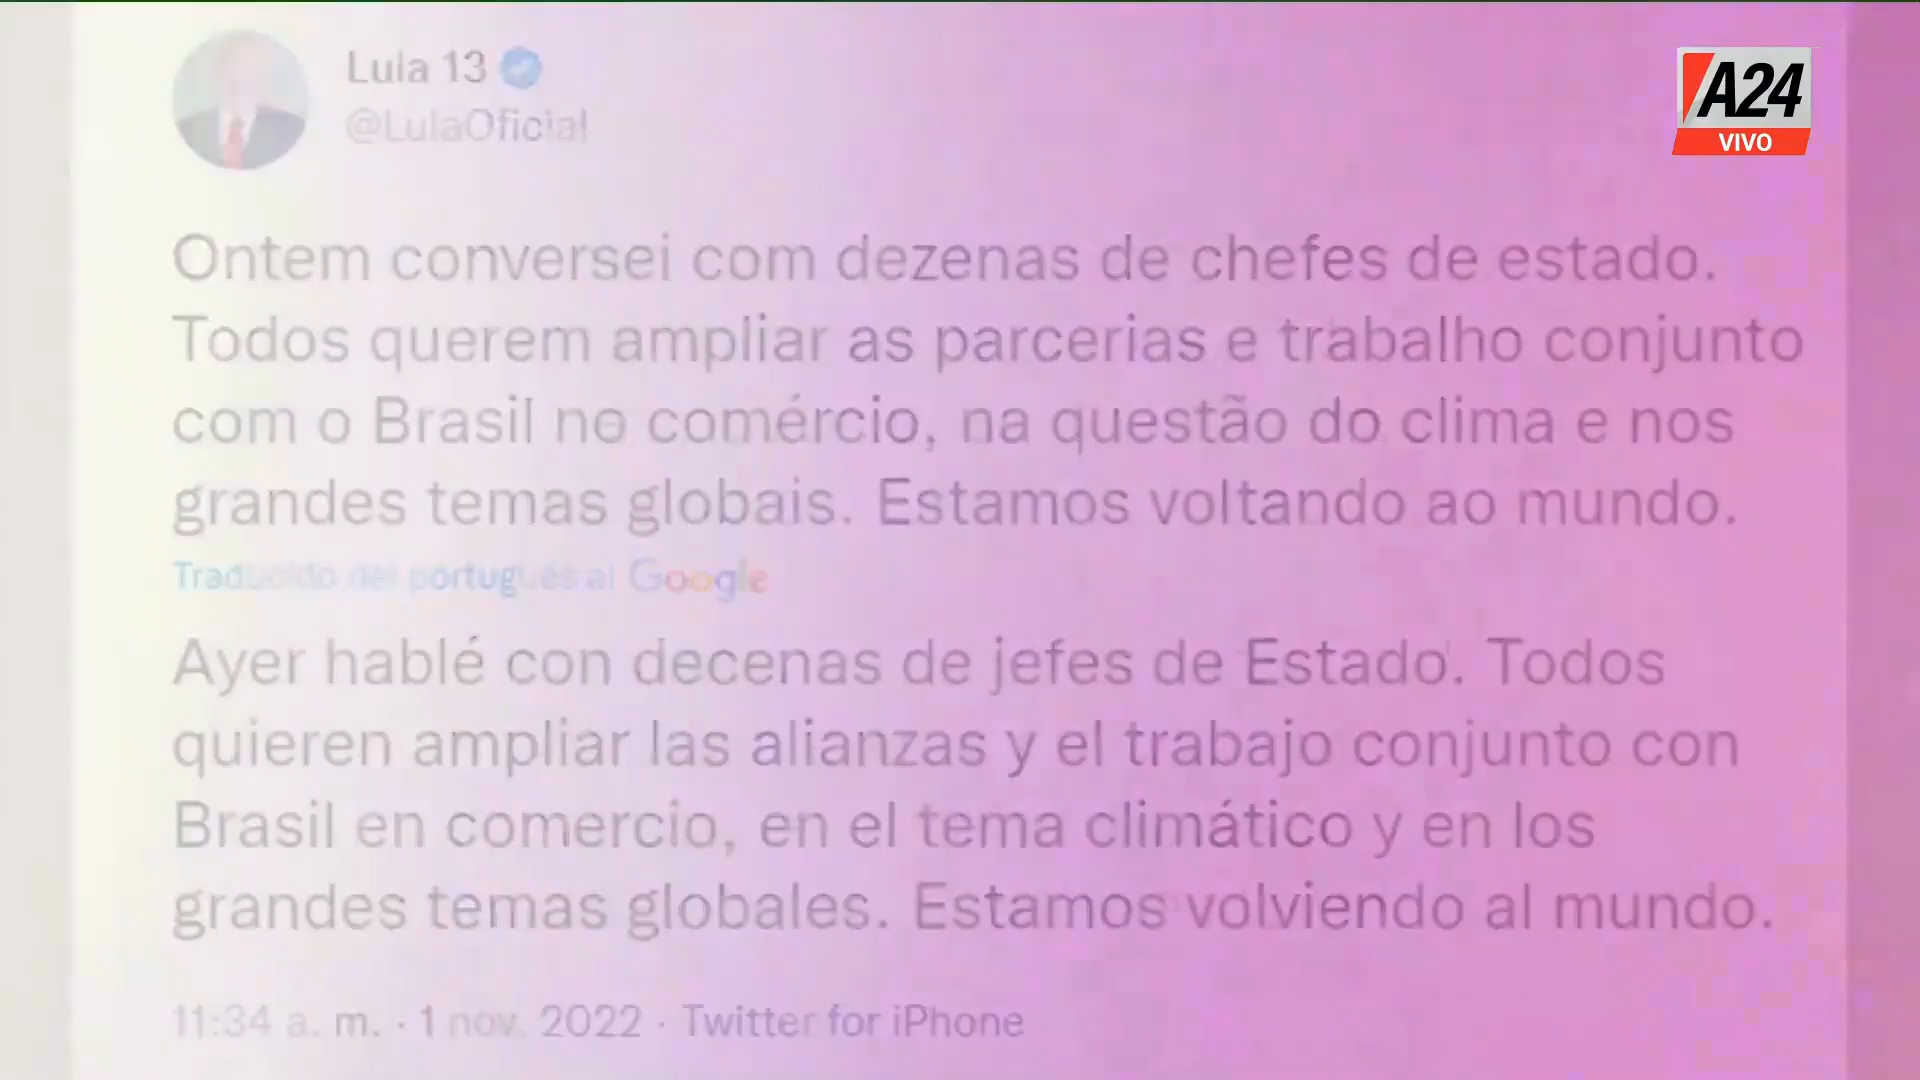 Lula 13
@LulaOficial
A24
VIVO
Ontem conversei com dezenas de chefes de estado.
Todos querem ampliar as parcerias e trabalho conjunto
com o Brasil no comércio, na questão do clima e nos
grandes temas globais. Estamos voltando ao mundo.
Traducido del portugués al Google
Ayer hablé con decenas de jefes de Estado. Todos
quieren ampliar las alianzas y el trabajo conjunto con
Brasil en comercio, en el tema climático y en los
grandes temas globales. Estamos volviendo al mundo.
11:34 a. m. · 1 nov. 2022 · Twitter for iPhone